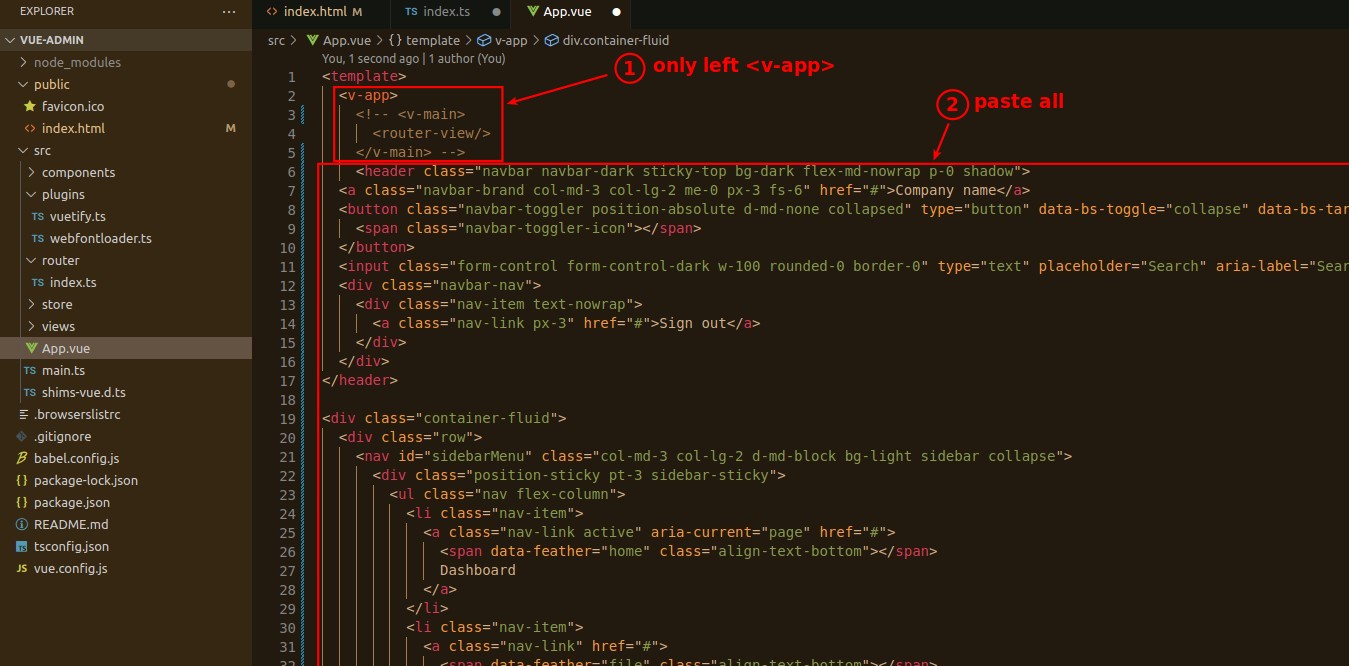 EXPLORER ···
index.html M
TS index.ts
App.vue
VUE-ADMIN
src > App.vue > {} template > v-app > div.container-fluid
node_modules
You, 1 second ago | 1 author (You)
public
favicon.ico
index.html M
src
components
plugins
TS vuetify.ts
TS webfontloader.ts
router
TS index.ts
store
views
App.vue
TS main.ts
TS shims-vue.d.ts
.browserslistrc
.gitignore
babel.config.js
{} package-lock.json
{} package.json
README.md
tsconfig.json
JS vue.config.js
1 only left <v-app>
2 paste all
1 <template>
2 <v-app>
3 <!-- <v-main>
4 <router-view/>
5 </v-main> -->
6 <header class="navbar navbar-dark sticky-top bg-dark flex-md-nowrap p-0 shadow">
7 <a class="navbar-brand col-md-3 col-lg-2 me-0 px-3 fs-6" href="#">Company name</a>
8 <button class="navbar-toggler position-absolute d-md-none collapsed" type="button" data-bs-toggle="collapse" data-bs-tar
9 <span class="navbar-toggler-icon"></span>
10 </button>
11 <input class="form-control form-control-dark w-100 rounded-0 border-0" type="text" placeholder="Search" aria-label="Sear
12 <div class="navbar-nav">
13 <div class="nav-item text-nowrap">
14 <a class="nav-link px-3" href="#">Sign out</a>
15 </div>
16 </div>
17 </header>
18
19 <div class="container-fluid">
20 <div class="row">
21 <nav id="sidebarMenu" class="col-md-3 col-lg-2 d-md-block bg-light sidebar collapse">
22 <div class="position-sticky pt-3 sidebar-sticky">
23 <ul class="nav flex-column">
24 <li class="nav-item">
25 <a class="nav-link active" aria-current="page" href="#">
26 <span data-feather="home" class="align-text-bottom"></span>
27 Dashboard
28 </a>
29 </li>
30 <li class="nav-item">
31 <a class="nav-link" href="#">
32 <span data-feather="file" class="align-text-bottom"></span>